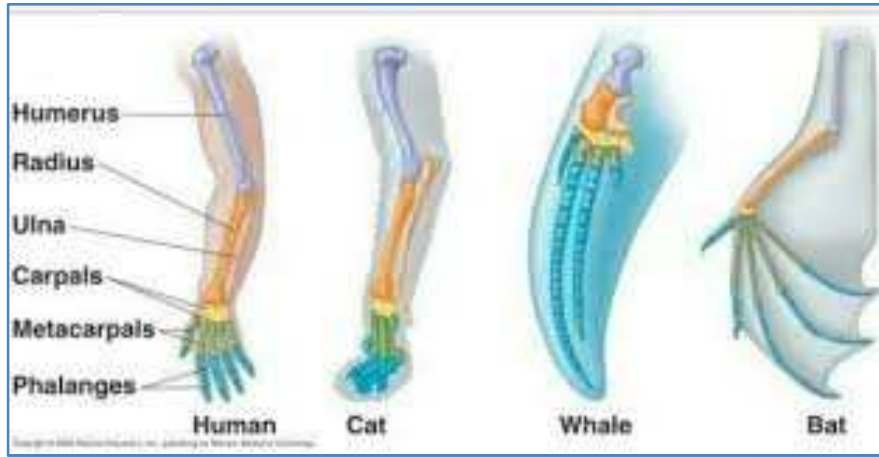 Humerus
Radius
Ulna
Carpals
Metacarpals
Phalanges
Human Cat Whale Bat